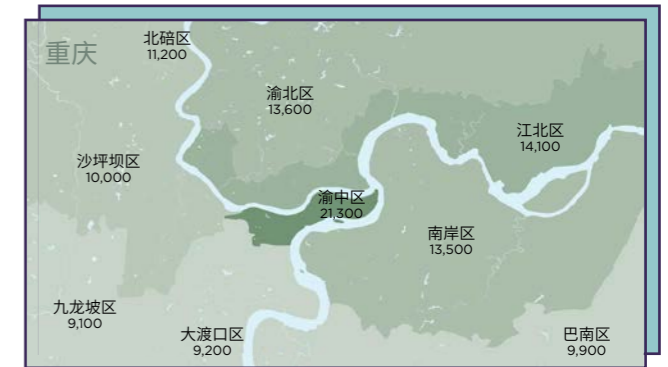 重庆
北碚区
11,200
渝北区
13,600
江北区
14,100
沙坪坝区
10,000
渝中区
21,300
南岸区
13,500
九龙坡区
9,100
大渡口区
9,200
巴南区
9,900